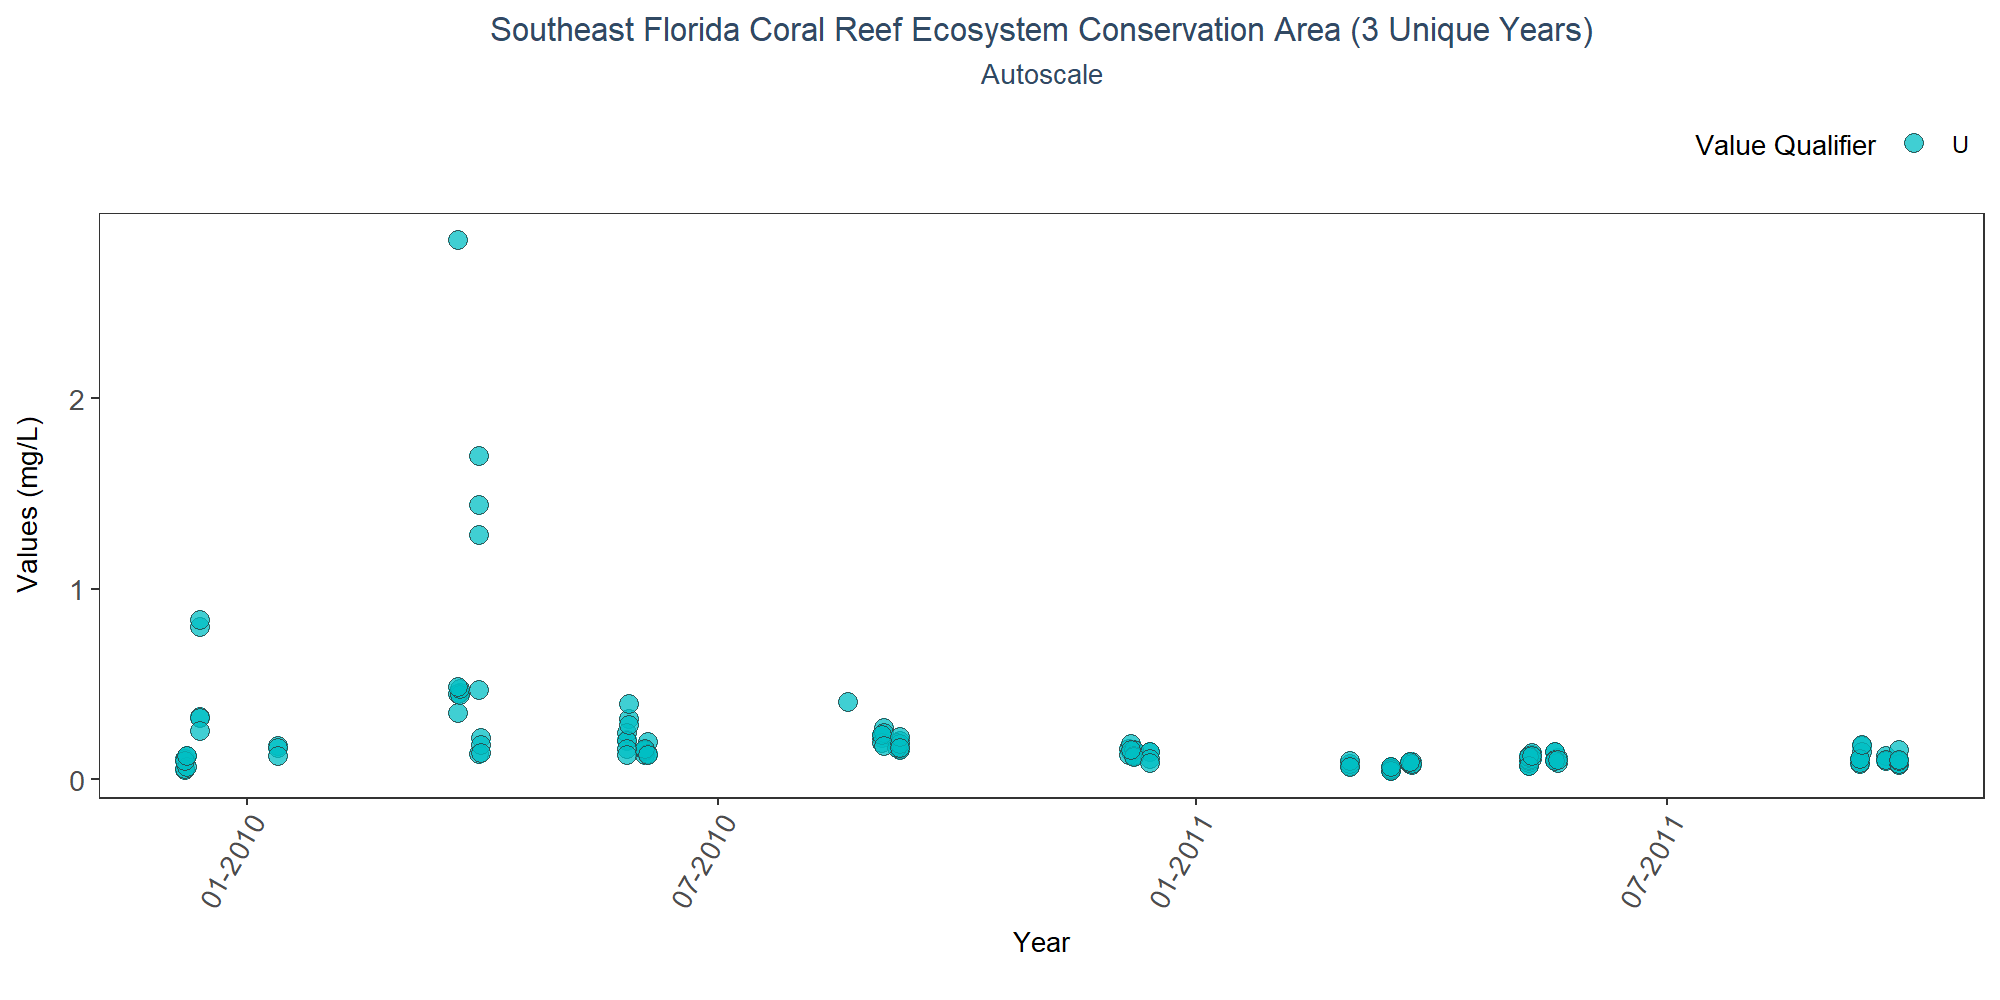 Southeast Florida Coral Reef Ecosystem Conservation Area (3 Unique Years)
Autoscale
Value Qualifier U
Values (mg/L)
2
1
0
01-2010
07-2010
01-2011
07-2011
Year